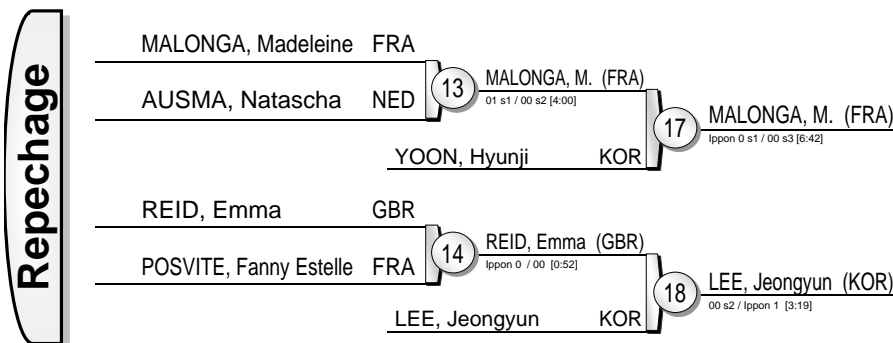 Repechage
MALONGA, Madeleine FRA
13
MALONGA, M. (FRA)
01 s1 / 00 s2 [4:00]
AUSMA, Natascha NED
17
MALONGA, M. (FRA)
Ippon 0 s1 / 00 s3 [6:42]
YOON, Hyunji KOR
REID, Emma GBR
14
REID, Emma (GBR)
Ippon 0 / 00 [0:52]
POSVITE, Fanny Estelle FRA
18
LEE, Jeongyun (KOR)
00 s2 / Ippon 1 [3:19]
LEE, Jeongyun KOR